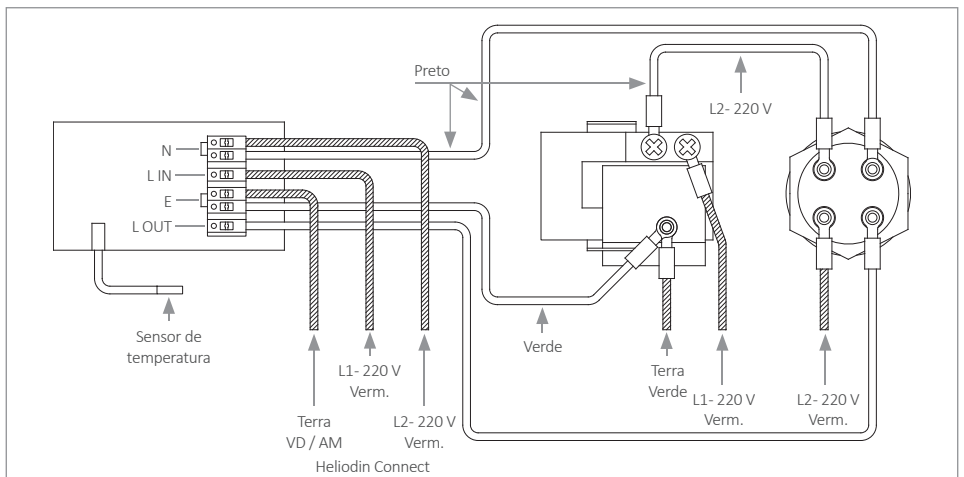 Preto
L2- 220 V
N
L IN
E
L OUT
Sensor de
temperatura
Verde
L1- 220 V
Verm.
Terra
Verde
L1- 220 V
Verm.
L2- 220 V
Verm.
Terra
VD / AM
L2- 220 V
Verm.
Heliodin Connect